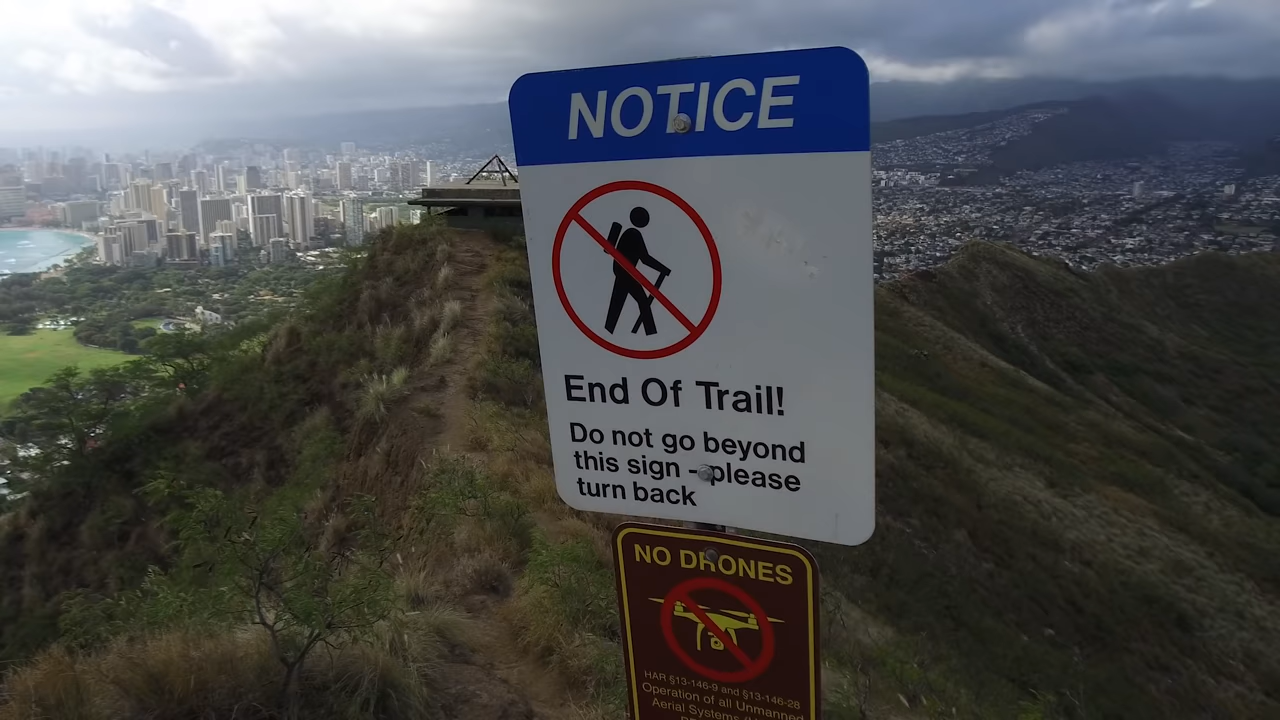 NOTICE
End Of Trail!
Do not go beyond
this sign - please
turn back
NO DRONES
HAR §13-146-9 and §13-146-28
Operation of all Unmanned
Aerial Systems